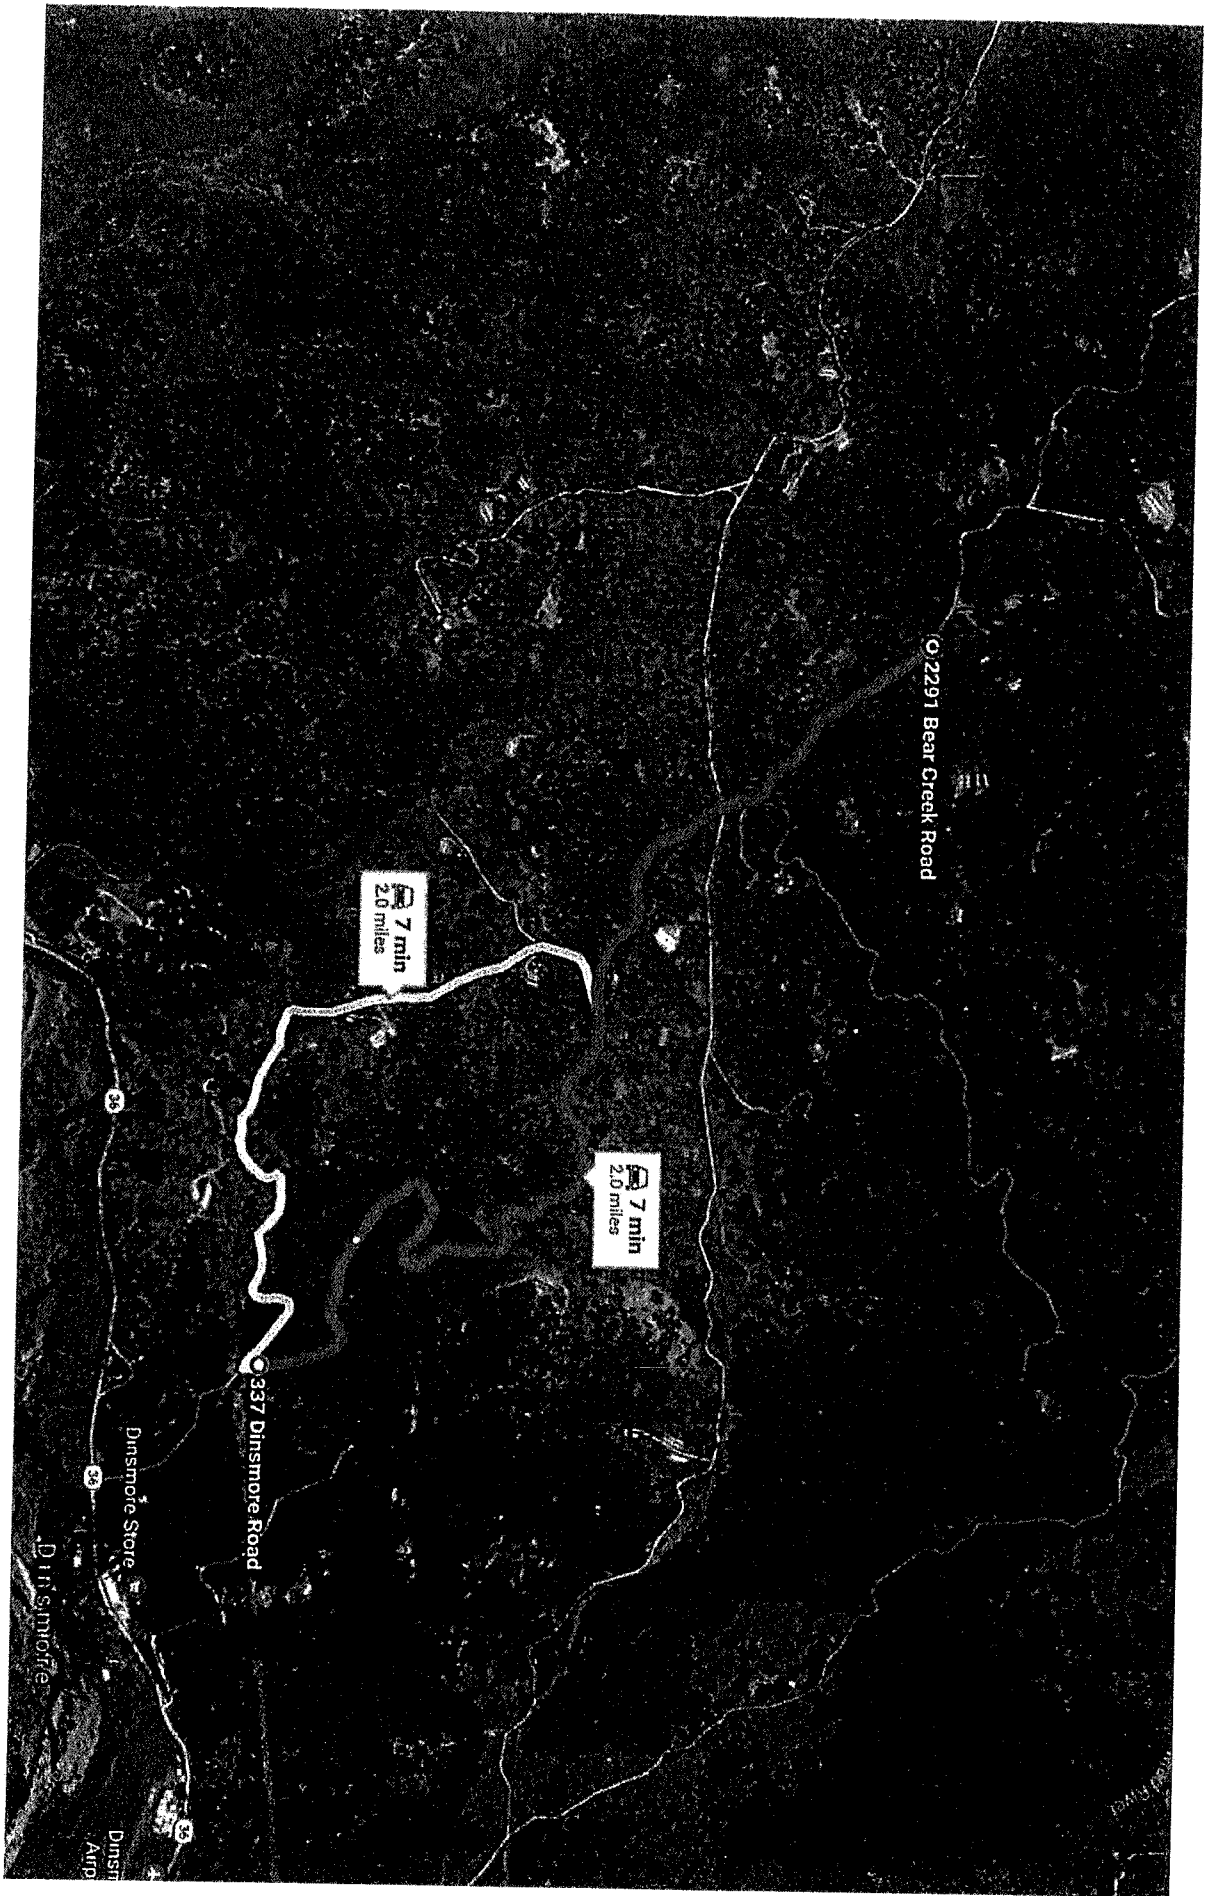 2291 Bear Creek Road
7 min
2.0 miles
7 min
2.0 miles
337 Dinsmore Road
36
36
Dinsmore Store
Dinsmore
36
Dinsm
Airp